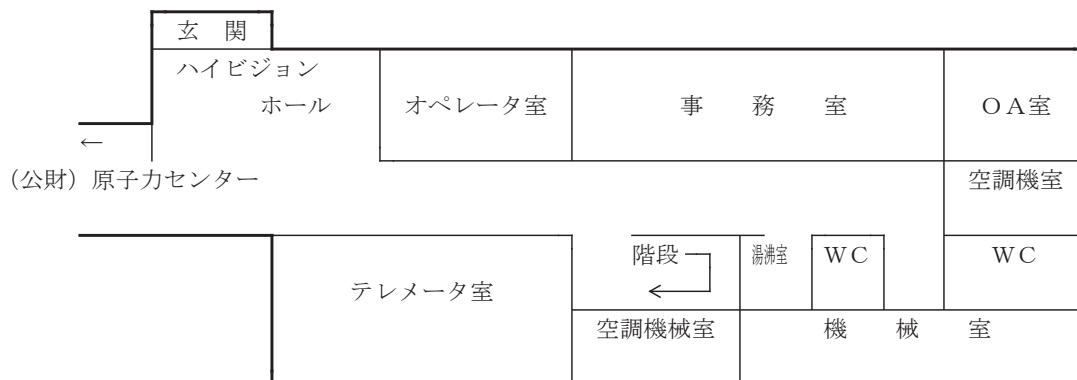 玄　関
ハイビジョン
ホール
オペレータ室
事　務　室
ＯＡ室
←
（公財）原子力センター
空調機室
階段
湯沸室
ＷＣ
ＷＣ
テレメータ室
空調機械室
機　械　室